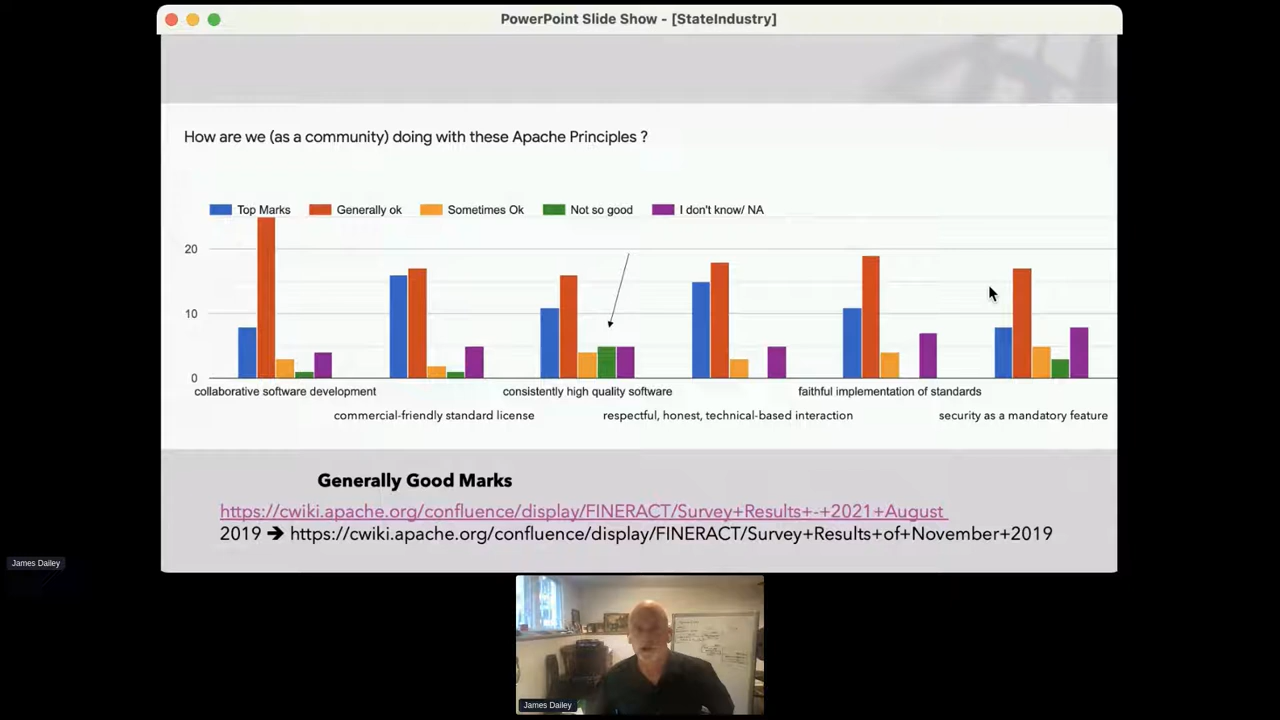 PowerPoint Slide Show - [StateIndustry]
How are we (as a community) doing with these Apache Principles ?
Top Marks Generally ok Sometimes Ok Not so good I don't know/ NA
20
10
0
collaborative software development consistently high quality software faithful implementation of standards
commercial-friendly standard license respectful, honest, technical-based interaction security as a mandatory feature
Generally Good Marks
https://cwiki.apache.org/confluence/display/FINERACT/Survey+Results+-+2021+August
2019 ➔ https://cwiki.apache.org/confluence/display/FINERACT/Survey+Results+of+November+2019
James Dailey
James Dailey